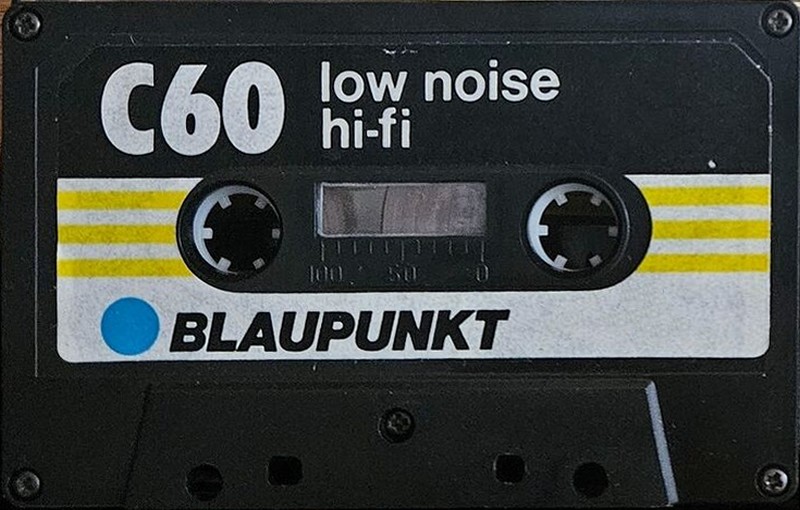 C60
low noise
hi-fi
100 50 0
BLAUPUNKT